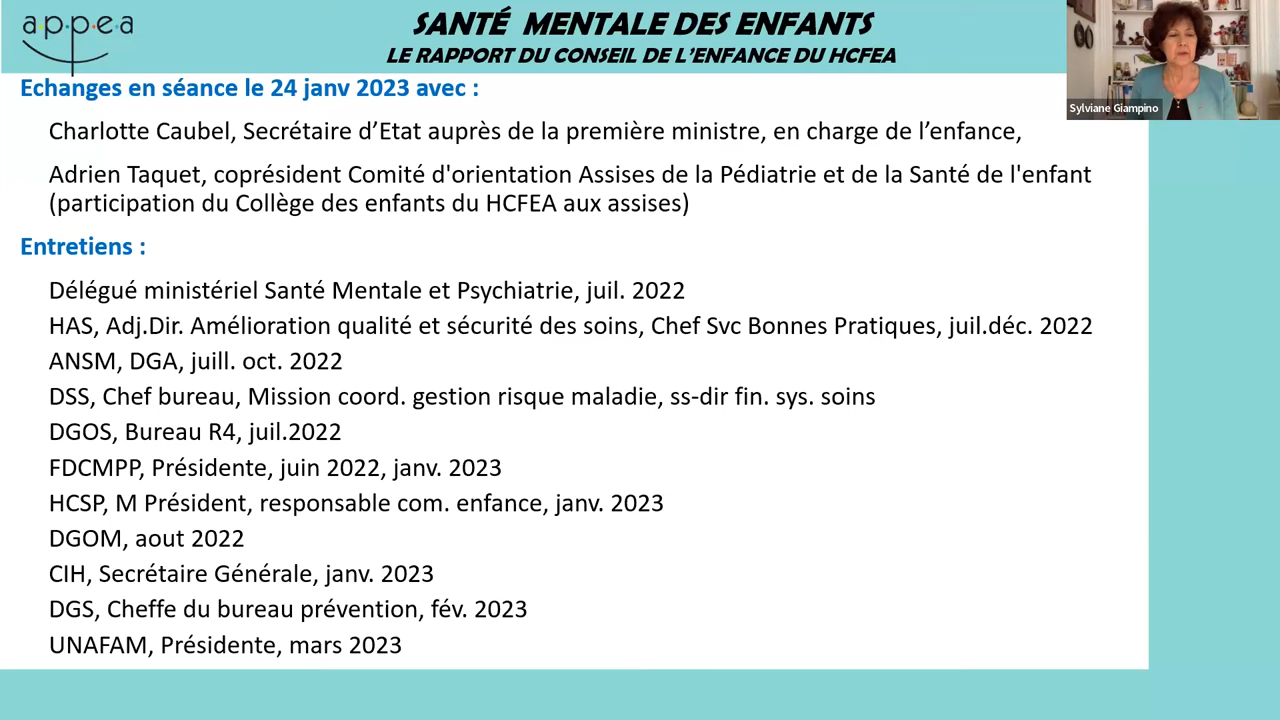 appea
SANTÉ MENTALE DES ENFANTS
LE RAPPORT DU CONSEIL DE L’ENFANCE DU HCFEA
Sylviane Giampino
Echanges en séance le 24 janv 2023 avec :
Charlotte Caubel, Secrétaire d’Etat auprès de la première ministre, en charge de l’enfance,
Adrien Taquet, coprésident Comité d'orientation Assises de la Pédiatrie et de la Santé de l'enfant
(participation du Collège des enfants du HCFEA aux assises)
Entretiens :
Délégué ministériel Santé Mentale et Psychiatrie, juil. 2022
HAS, Adj.Dir. Amélioration qualité et sécurité des soins, Chef Svc Bonnes Pratiques, juil.déc. 2022
ANSM, DGA, juill. oct. 2022
DSS, Chef bureau, Mission coord. gestion risque maladie, ss-dir fin. sys. soins
DGOS, Bureau R4, juil.2022
FDCMPP, Présidente, juin 2022, janv. 2023
HCSP, M Président, responsable com. enfance, janv. 2023
DGOM, aout 2022
CIH, Secrétaire Générale, janv. 2023
DGS, Cheffe du bureau prévention, fév. 2023
UNAFAM, Présidente, mars 2023